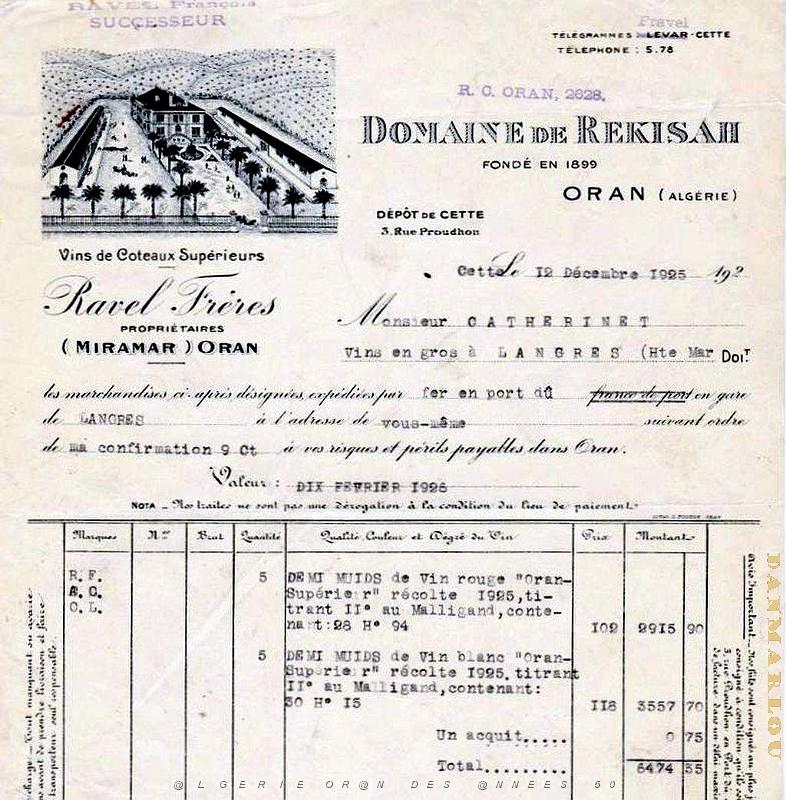 RAVEL François
SUCCESSEUR
Fravel
TÉLÉGRAMMES LEVAR-CETTE
TÉLÉPHONE : 5.78
R. C. ORAN, 2628,
DOMAINE DE REKISAH
FONDÉ EN 1899
ORAN (ALGÉRIE)
DÉPÔT DE CETTE
3, Rue Proudhon
Vins de Coteaux Supérieurs
Ravel Frères
PROPRIÉTAIRES
(MIRAMAR) ORAN
Cette Le 12 Décembre 1925 192
Monsieur CATHERINET
Vins en gros à LANGRES (Hte Mar DOIT
les marchandises ci-après désignées, expédiées par fer en port dû franco de port en gare
de LANGRES à l'adresse de vous-même suivant ordre
de ma confirmation 9 Ct à vos risques et périls payables dans Oran.
Valeur : DIX FEVRIER 1926
NOTA - Nos traites ne sont pas une dérogation à la condition du lieu de paiement.
Marques N° Brut Quantité Qualité Couleur et Dégré du Vin Prix Montant
R. F. 5 DEMI MUIDS de Vin rouge "Oran-
A. C. Supérieur" récolte 1925, ti-
C. L. trant II° au Malligand, conte-
nant:28 H° 94 102 2915 90
5 DEMI MUIDS de Vin blanc "Oran-
Supérieur" récolte 1925, titrant
II° au Malligand, contenant:
30 H° 15 118 3557 70
Un acquit..... 0 75
Total......... 6474 35
DANMARLOU
@LGERIE OR@N DES @NNEES 50